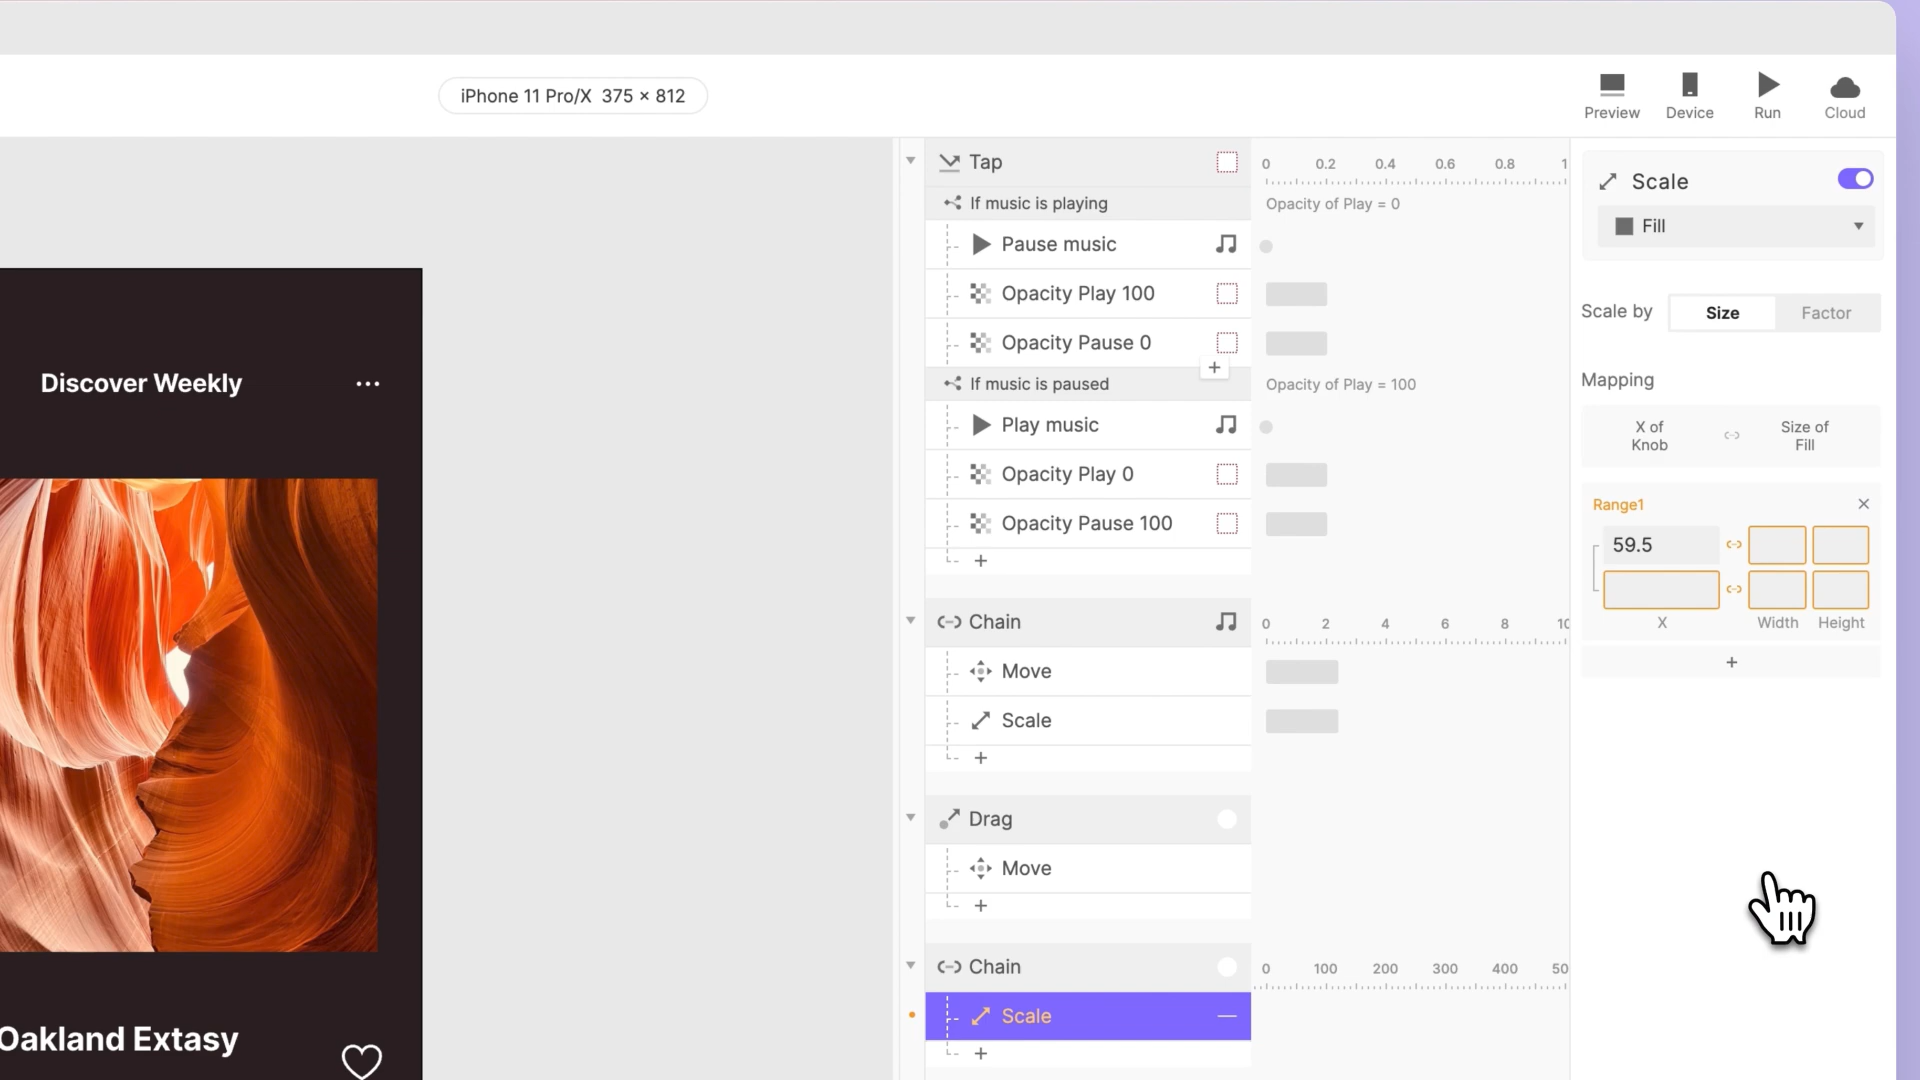 iPhone 11 Pro/X 375 × 812
Preview
Device
Run
Cloud
Discover Weekly
Oakland Extasy
Tap
0 0.2 0.4 0.6 0.8 1
If music is playing
Opacity of Play = 0
Pause music
Opacity Play 100
Opacity Pause 0
If music is paused
Opacity of Play = 100
Play music
Opacity Play 0
Opacity Pause 100
Chain
0 2 4 6 8 10
Move
Scale
Drag
Move
Chain
0 100 200 300 400 50
Scale
Scale
Fill
Scale by
Size
Factor
Mapping
X of
Knob
Size of
Fill
Range1
59.5
X
Width
Height